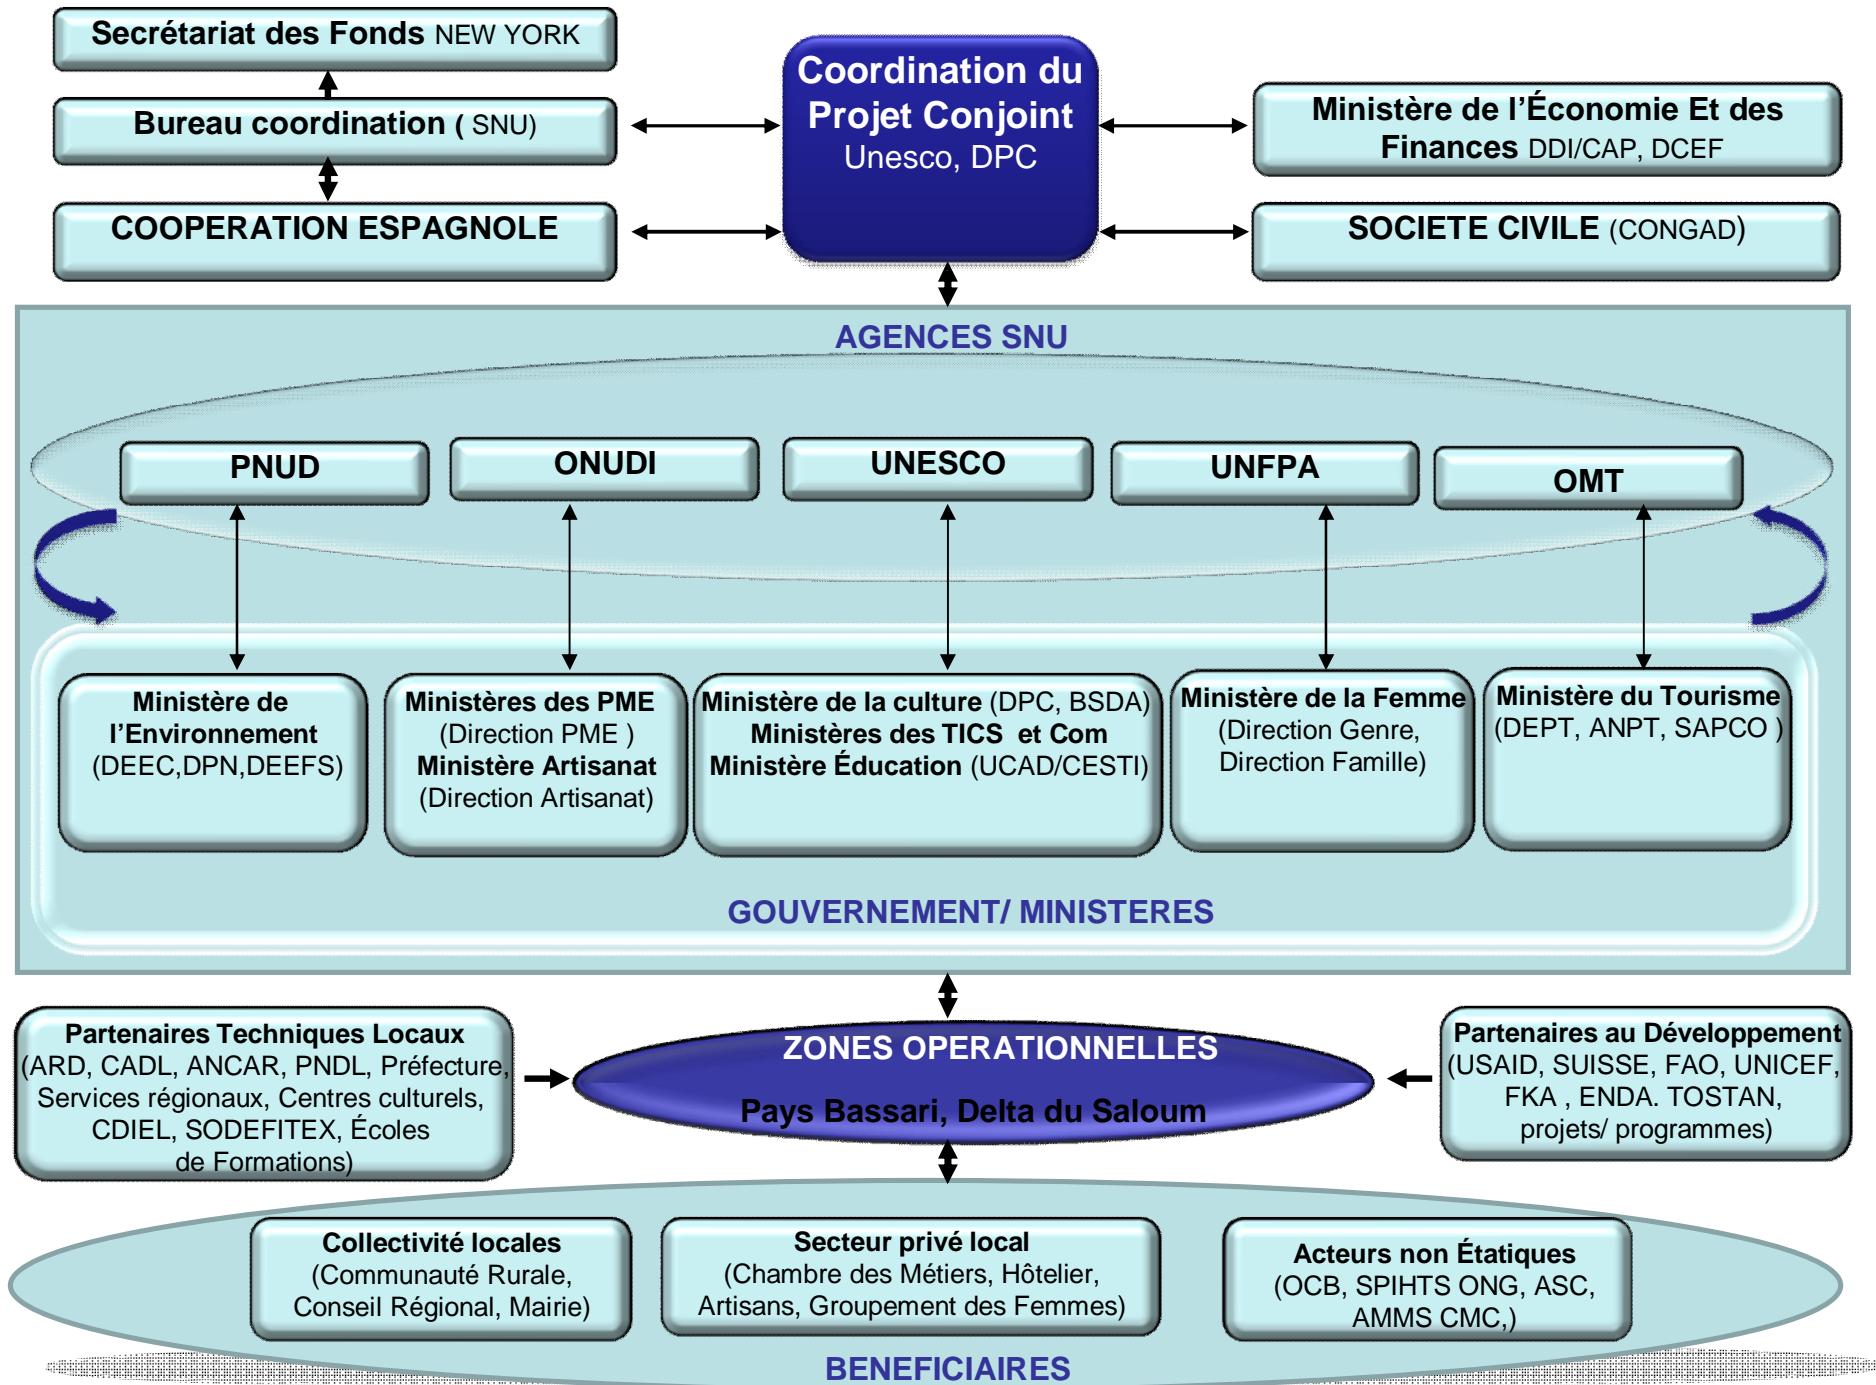 Secrétariat des Fonds NEW YORK
Bureau coordination ( SNU)
COOPERATION ESPAGNOLE
Coordination du
Projet Conjoint
Unesco, DPC
Ministère de l'Économie Et des
Finances DDI/CAP, DCEF
SOCIETE CIVILE (CONGAD)
AGENCES SNU
PNUD
ONUDI
UNESCO
UNFPA
OMT
Ministère de
l'Environnement
(DEEC,DPN,DEEFS)
Ministères des PME
(Direction PME )
Ministère Artisanat
(Direction Artisanat)
Ministère de la culture (DPC, BSDA)
Ministères des TICS et Com
Ministère Éducation (UCAD/CESTI)
Ministère de la Femme
(Direction Genre,
Direction Famille)
Ministère du Tourisme
(DEPT, ANPT, SAPCO )
GOUVERNEMENT/ MINISTERES
Partenaires Techniques Locaux
(ARD, CADL, ANCAR, PNDL, Préfecture,
Services régionaux, Centres culturels,
CDIEL, SODEFITEX, Écoles
de Formations)
ZONES OPERATIONNELLES
Pays Bassari, Delta du Saloum
Partenaires au Développement
(USAID, SUISSE, FAO, UNICEF,
FKA , ENDA. TOSTAN,
projets/ programmes)
Collectivité locales
(Communauté Rurale,
Conseil Régional, Mairie)
Secteur privé local
(Chambre des Métiers, Hôtelier,
Artisans, Groupement des Femmes)
Acteurs non Étatiques
(OCB, SPIHTS ONG, ASC,
AMMS CMC,)
BENEFICIAIRES